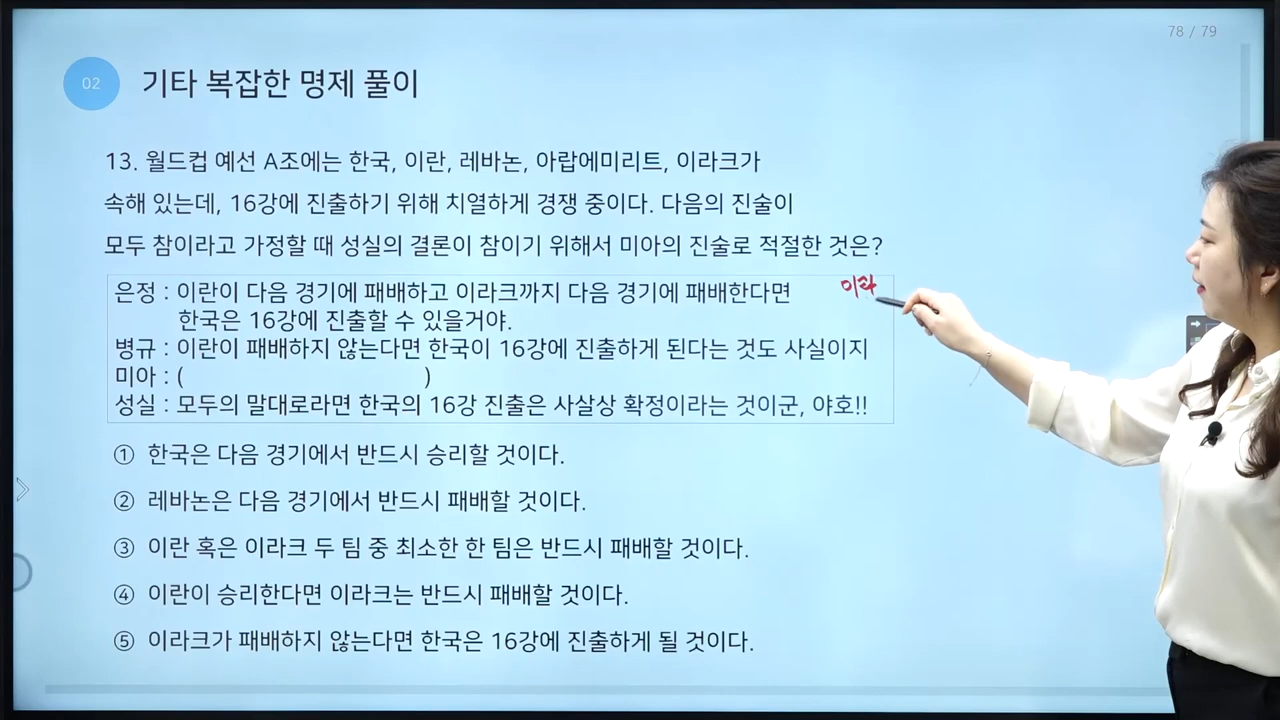 78 / 79
02
기타 복잡한 명제 풀이
13. 월드컵 예선 A조에는 한국, 이란, 레바논, 아랍에미리트, 이라크가
속해 있는데, 16강에 진출하기 위해 치열하게 경쟁 중이다. 다음의 진술이
모두 참이라고 가정할 때 성실의 결론이 참이기 위해서 미아의 진술로 적절한 것은?
은정 : 이란이 다음 경기에 패배하고 이라크까지 다음 경기에 패배한다면
한국은 16강에 진출할 수 있을거야.
병규 : 이란이 패배하지 않는다면 한국이 16강에 진출하게 된다는 것도 사실이지
미아 : ( )
성실 : 모두의 말대로라면 한국의 16강 진출은 사살상 확정이라는 것이군, 야호!!
① 한국은 다음 경기에서 반드시 승리할 것이다.
② 레바논은 다음 경기에서 반드시 패배할 것이다.
③ 이란 혹은 이라크 두 팀 중 최소한 한 팀은 반드시 패배할 것이다.
④ 이란이 승리한다면 이라크는 반드시 패배할 것이다.
⑤ 이라크가 패배하지 않는다면 한국은 16강에 진출하게 될 것이다.